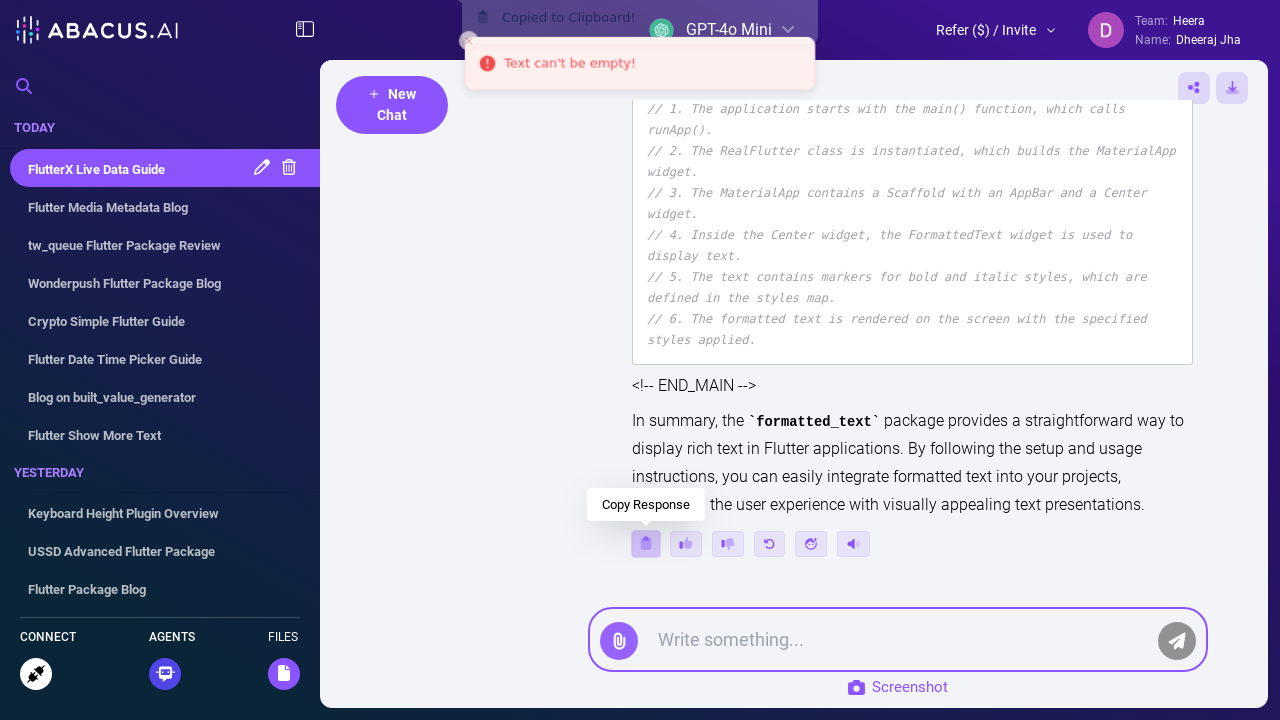 ABACUS.AI
Copied to Clipboard!
GPT-4o Mini
Refer ($) / Invite
D
Team: Heera
Name: Dheeraj Jha
Text can't be empty!
+ New
Chat
TODAY
FlutterX Live Data Guide
Flutter Media Metadata Blog
tw_queue Flutter Package Review
Wonderpush Flutter Package Blog
Crypto Simple Flutter Guide
Flutter Date Time Picker Guide
Blog on built_value_generator
Flutter Show More Text
YESTERDAY
Keyboard Height Plugin Overview
USSD Advanced Flutter Package
Flutter Package Blog
CONNECT
AGENTS
FILES
// 1. The application starts with the main() function, which calls
runApp().
// 2. The RealFlutter class is instantiated, which builds the MaterialApp
widget.
// 3. The MaterialApp contains a Scaffold with an AppBar and a Center
widget.
// 4. Inside the Center widget, the FormattedText widget is used to
display text.
// 5. The text contains markers for bold and italic styles, which are
defined in the styles map.
// 6. The formatted text is rendered on the screen with the specified
styles applied.
<!-- END_MAIN -->
In summary, the `formatted_text` package provides a straightforward way to
display rich text in Flutter applications. By following the setup and usage
instructions, you can easily integrate formatted text into your projects,
the user experience with visually appealing text presentations.
Copy Response
Write something...
Screenshot